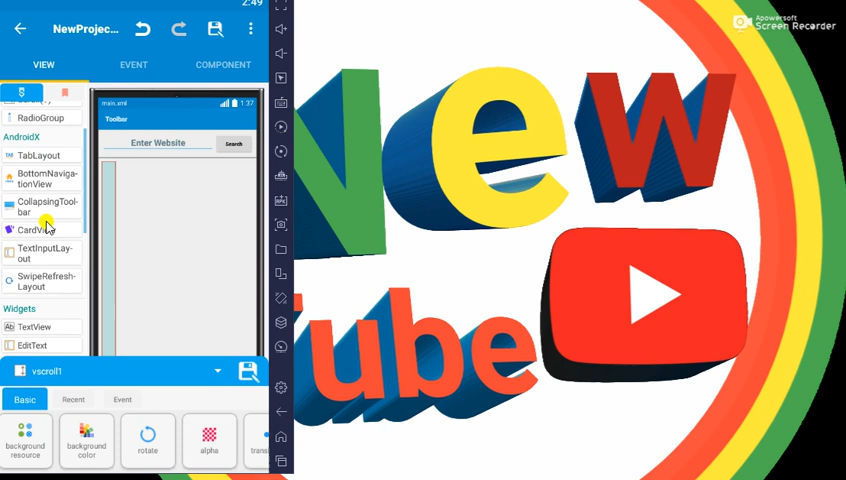 2:49
NewProjec...
VIEW
EVENT
COMPONENT
RadioGroup
AndroidX
TabLayout
BottomNaviga-
tionView
CollapsingTool-
bar
CardView
TextInputLay-
out
SwipeRefresh-
Layout
Widgets
Ab TextView
EditText
main.xml
1:37
Toolbar
Enter Website
Search
vscroll1
Basic
Recent
Event
background
resource
background
color
rotate
alpha
New
Tube
Apowersoft
Screen Recorder